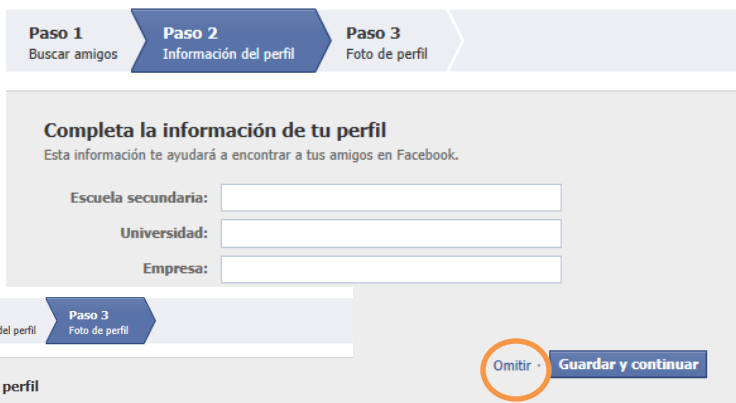 Paso 1
Buscar amigos
Paso 2
Información del perfil
Paso 3
Foto de perfil
Completa la información de tu perfil
Esta información te ayudará a encontrar a tus amigos en Facebook.
Escuela secundaria:
Universidad:
Empresa:
del perfil
Paso 3
Foto de perfil
Omitir · Guardar y continuar
perfil